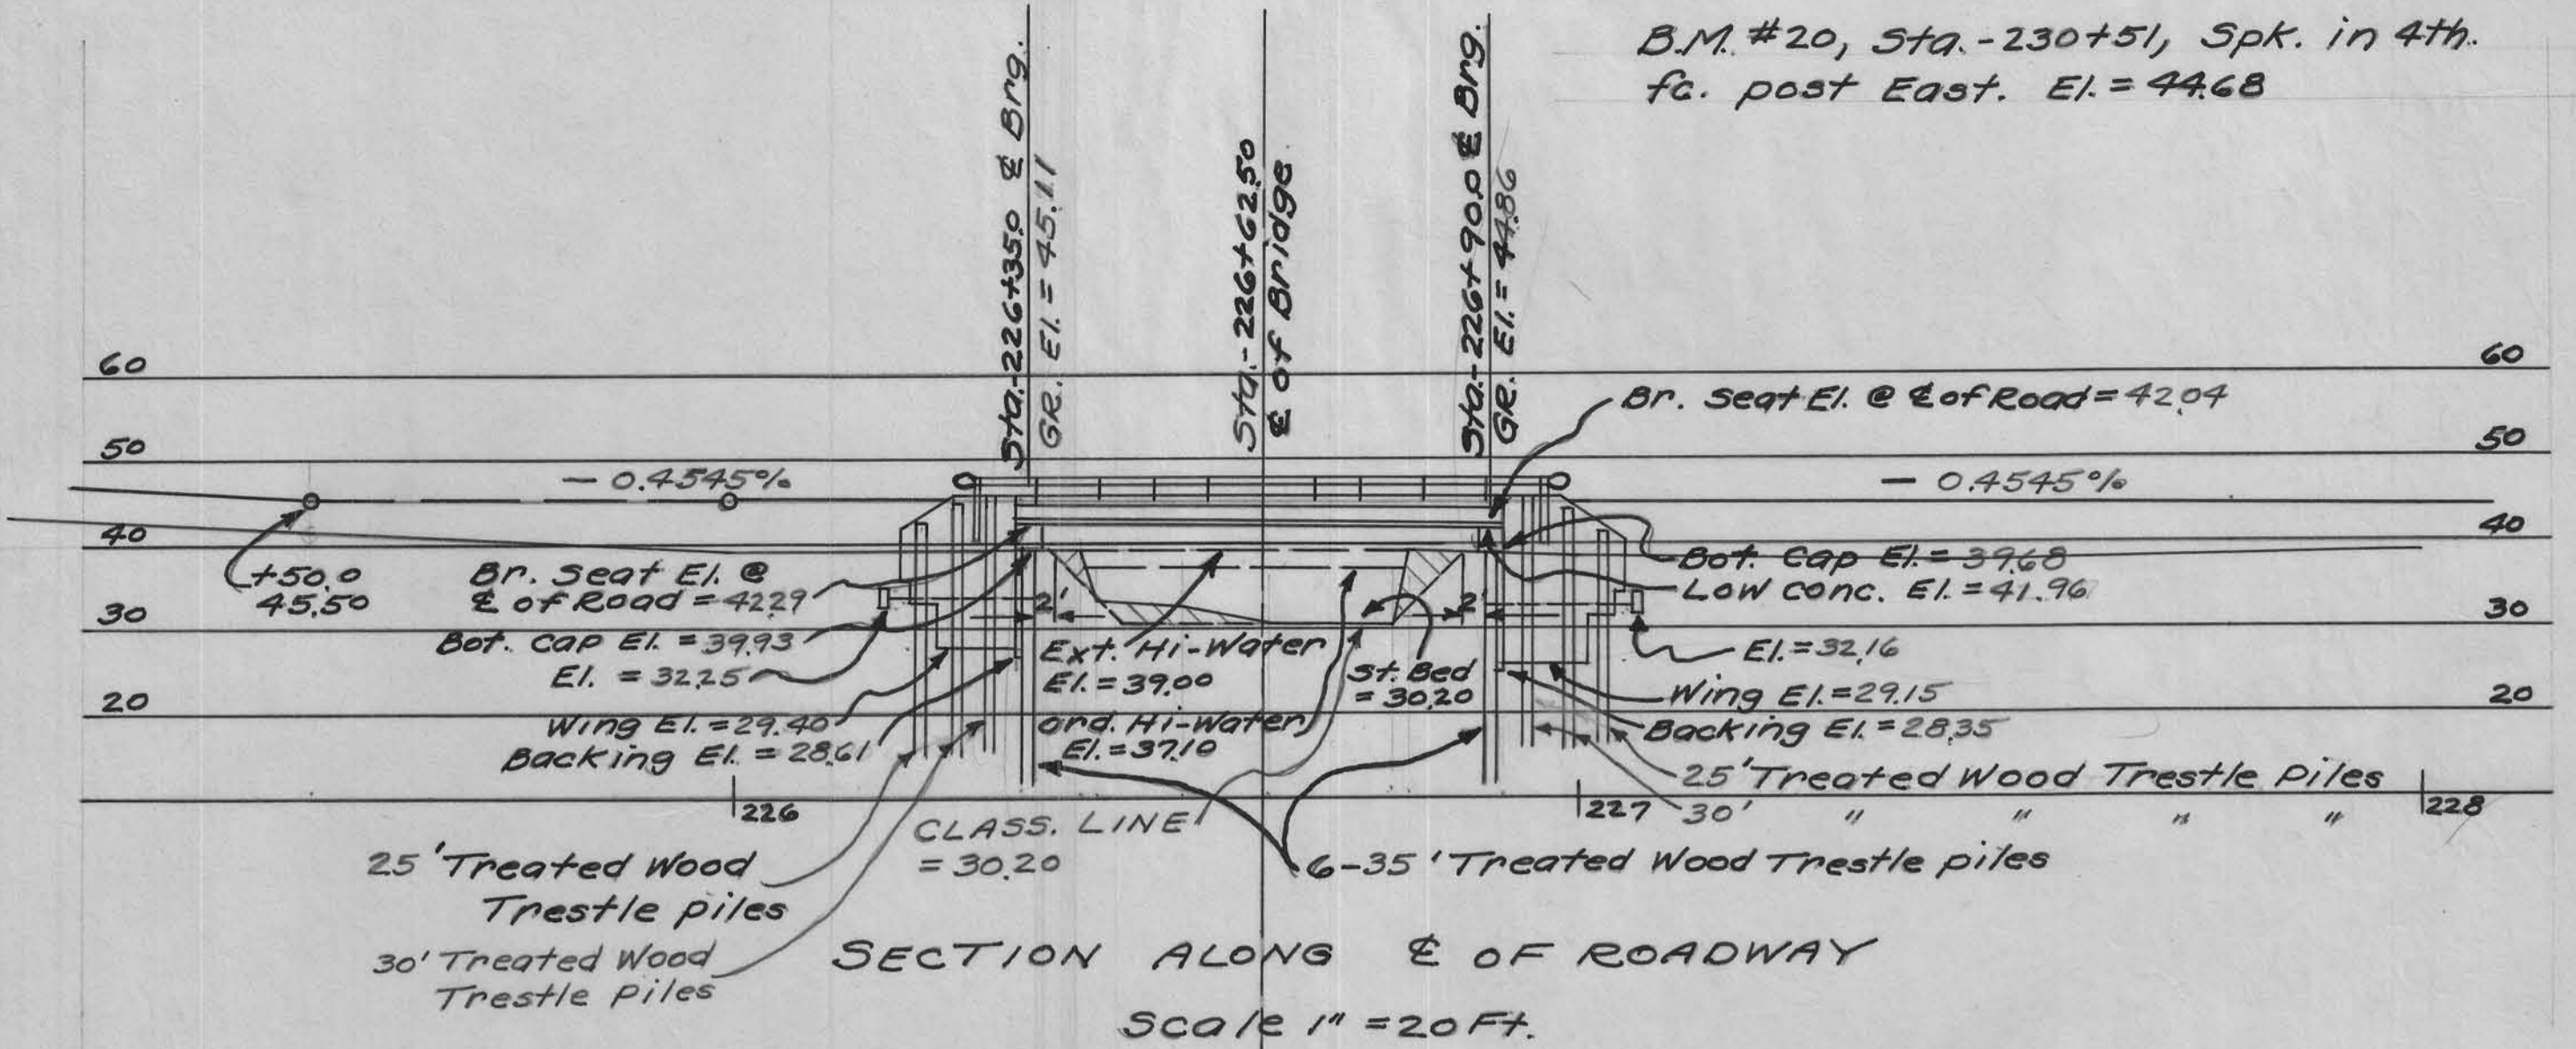 B.M. #20, Sta.-230+51, Spk. in 4th.
fc. post East. El. = 44.68
Sta.-226+35.0 ℄ Brg.
GR. El. = 45.11
Sta.-226+62.50
℄ of Bridge
Sta.-226+90.0 ℄ Brg.
GR. El. = 44.86
60
60
Br. Seat El. @ ℄ of Road = 42.04
50
50
- 0.4545%
- 0.4545%
40
40
+50.0
45.50
Br. Seat El. @
℄ of Road = 42.29
Bot. Cap El. = 39.68
Low Conc. El. = 41.96
30
30
2'
2'
Bot. Cap El. = 39.93
El. = 32.25
Ext. Hi-Water
El. = 39.00
St. Bed
= 30.20
El. = 32.16
20
20
Wing El. = 29.40
Backing El. = 28.61
Ord. Hi-Water
El. = 37.10
Wing El. = 29.15
Backing El. = 28.35
25' Treated Wood Trestle Piles
30' " " " "
226
227
228
CLASS. LINE
= 30.20
25' Treated Wood
Trestle piles
6-35' Treated Wood Trestle piles
30' Treated Wood
Trestle Piles
SECTION ALONG ℄ OF ROADWAY
Scale 1" = 20 Ft.